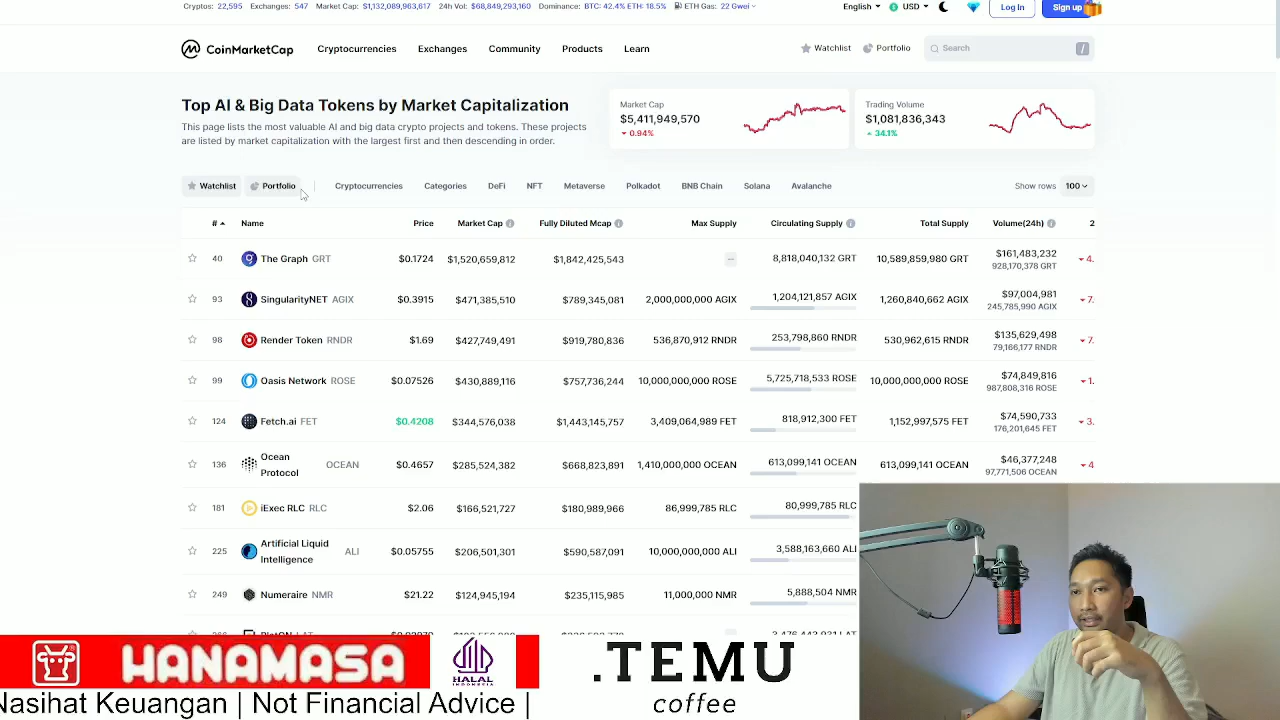 Cryptos: 22,595 Exchanges: 547 Market Cap: $1,132,089,963,617 24h Vol: $68,849,293,160 Dominance: BTC: 42.4% ETH: 18.5% ETH Gas: 22 Gwei English USD Log In Sign up
CoinMarketCap Cryptocurrencies Exchanges Community Products Learn Watchlist Portfolio Search /
Top AI & Big Data Tokens by Market Capitalization
This page lists the most valuable AI and big data crypto projects and tokens. These projects
are listed by market capitalization with the largest first and then descending in order.
Market Cap
$5,411,949,570
0.94%
Trading Volume
$1,081,836,343
34.1%
Watchlist Portfolio Cryptocurrencies Categories DeFi NFT Metaverse Polkadot BNB Chain Solana Avalanche Show rows 100
# Name Price Market Cap Fully Diluted Mcap Max Supply Circulating Supply Total Supply Volume(24h) 2
40 The Graph GRT $0.1724 $1,520,659,812 $1,842,425,543 -- 8,818,040,132 GRT 10,589,859,980 GRT $161,483,232 4.
928,170,378 GRT
93 SingularityNET AGIX $0.3915 $471,385,510 $789,345,081 2,000,000,000 AGIX 1,204,121,857 AGIX 1,260,840,662 AGIX $97,004,981 7.
245,785,990 AGIX
98 Render Token RNDR $1.69 $427,749,491 $919,780,836 536,870,912 RNDR 253,798,860 RNDR 530,962,615 RNDR $135,629,498 7.
79,166,177 RNDR
99 Oasis Network ROSE $0.07526 $430,889,116 $757,736,244 10,000,000,000 ROSE 5,725,718,533 ROSE 10,000,000,000 ROSE $74,849,816 1.
987,808,316 ROSE
124 Fetch.ai FET $0.4208 $344,576,038 $1,443,145,757 3,409,064,989 FET 818,912,300 FET 1,152,997,575 FET $74,590,733 3.
176,201,645 FET
136 Ocean Protocol OCEAN $0.4657 $285,524,382 $668,823,891 1,410,000,000 OCEAN 613,099,141 OCEAN 613,099,141 OCEAN $46,377,248 4
97,771,506 OCEAN
181 iExec RLC RLC $2.06 $166,521,727 $180,989,966 86,999,785 RLC 80,999,785 RLC
225 Artificial Liquid Intelligence ALI $0.05755 $206,501,301 $590,587,091 10,000,000,000 ALI 3,588,163,660 ALI
249 Numeraire NMR $21.22 $124,945,194 $235,115,985 11,000,000 NMR 5,888,504 NMR
HANAMASA
HALAL
INDONESIA
.TEMU
coffee
Nasihat Keuangan | Not Financial Advice |